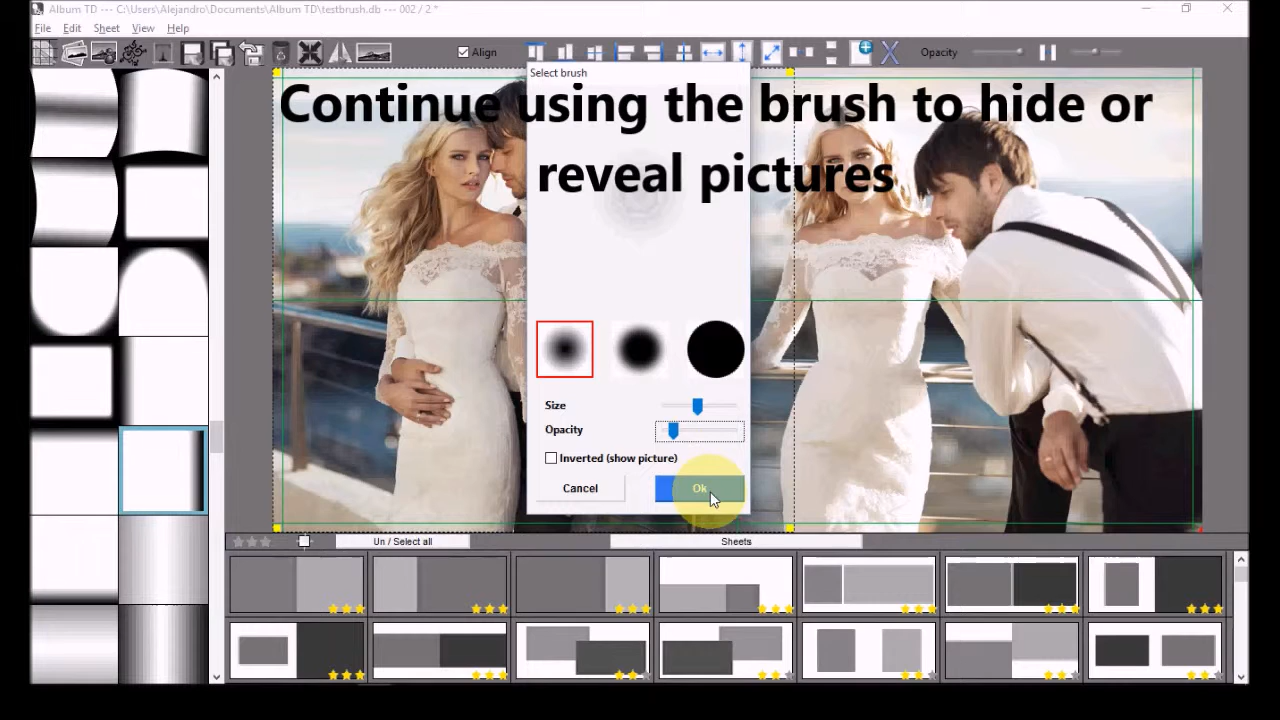 Album TD --- C:\Users\Alejandro\Documents\Album TD\testbrush.db --- 002 / 2 *
File Edit Sheet View Help
Align
Opacity
Select brush
Continue using the brush to hide or
reveal pictures
Size
Opacity
Inverted (show picture)
Cancel
Ok
Un / Select all
Sheets